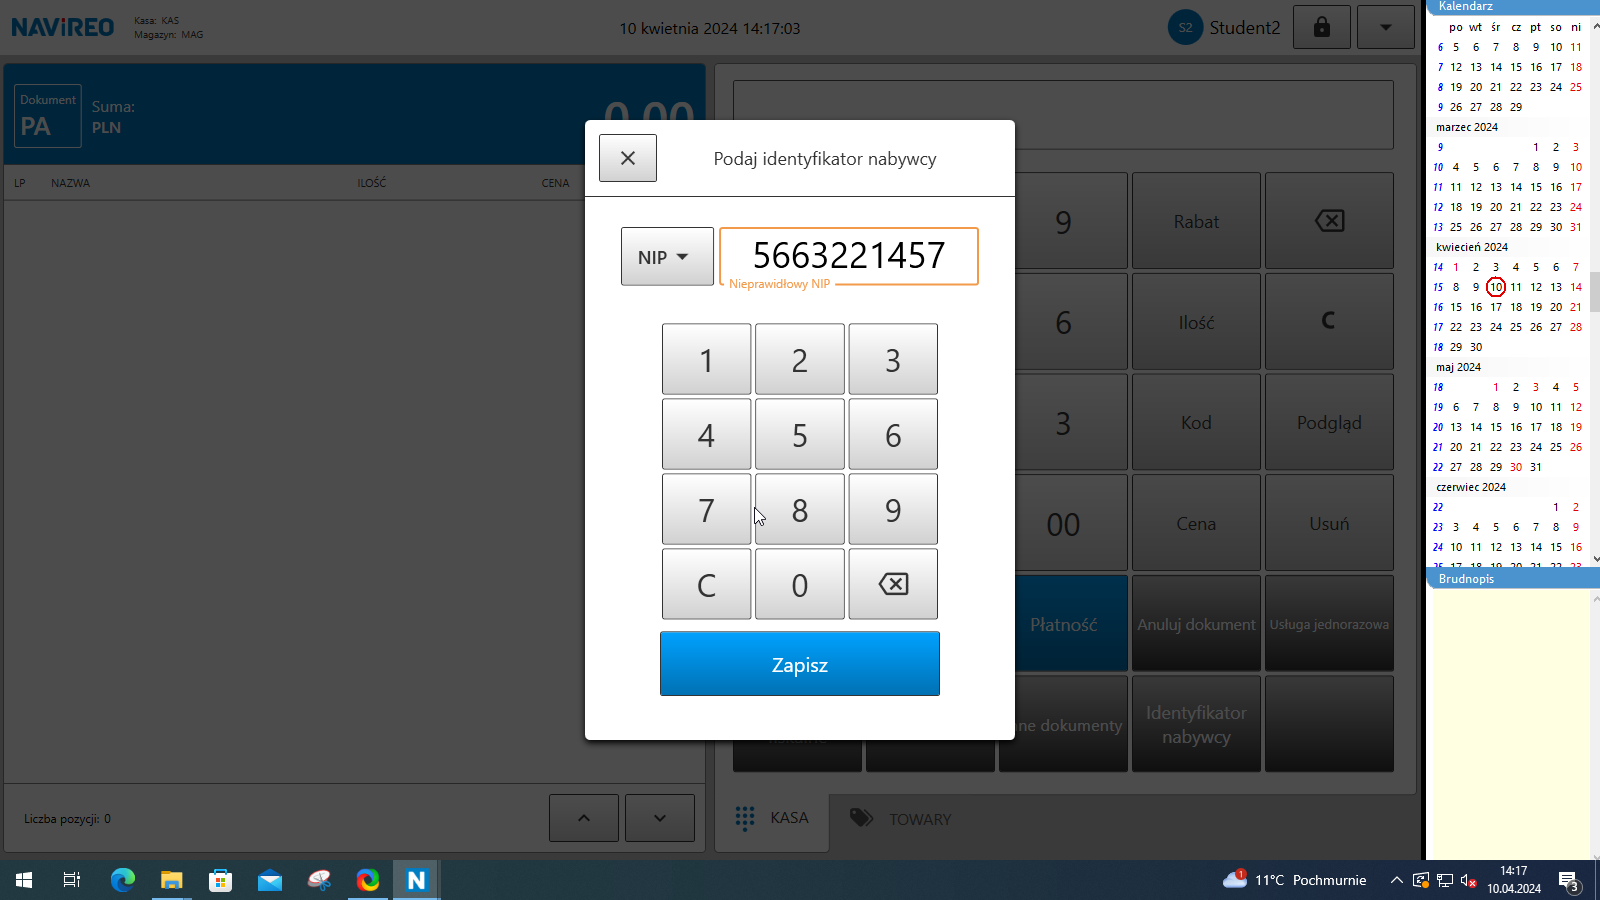 NAViREO
Kasa: KAS
Magazyn: MAG
10 kwietnia 2024 14:17:03
S2 Student2
Dokument
PA
Suma:
PLN
0,00
LP NAZWA ILOŚĆ CENA
Liczba pozycji: 0
Podaj identyfikator nabywcy
NIP
5663221457
Nieprawidłowy NIP
1 2 3
4 5 6
7 8 9
C 0
Zapisz
9 Rabat
6 Ilość C
3 Kod Podgląd
00 Cena Usuń
Płatność Anuluj dokument Usługa jednorazowa
ne dokumenty Identyfikator
nabywcy
KASA TOWARY
Kalendarz
po wt śr cz pt so ni
6 5 6 7 8 9 10 11
7 12 13 14 15 16 17 18
8 19 20 21 22 23 24 25
9 26 27 28 29
marzec 2024
9 1 2 3
10 4 5 6 7 8 9 10
11 11 12 13 14 15 16 17
12 18 19 20 21 22 23 24
13 25 26 27 28 29 30 31
kwiecień 2024
14 1 2 3 4 5 6 7
15 8 9 10 11 12 13 14
16 15 16 17 18 19 20 21
17 22 23 24 25 26 27 28
18 29 30
maj 2024
18 1 2 3 4 5
19 6 7 8 9 10 11 12
20 13 14 15 16 17 18 19
21 20 21 22 23 24 25 26
22 27 28 29 30 31
czerwiec 2024
22 1 2
23 3 4 5 6 7 8 9
24 10 11 12 13 14 15 16
Brudnopis
N
1 11°C Pochmurnie
14:17
10.04.2024
3